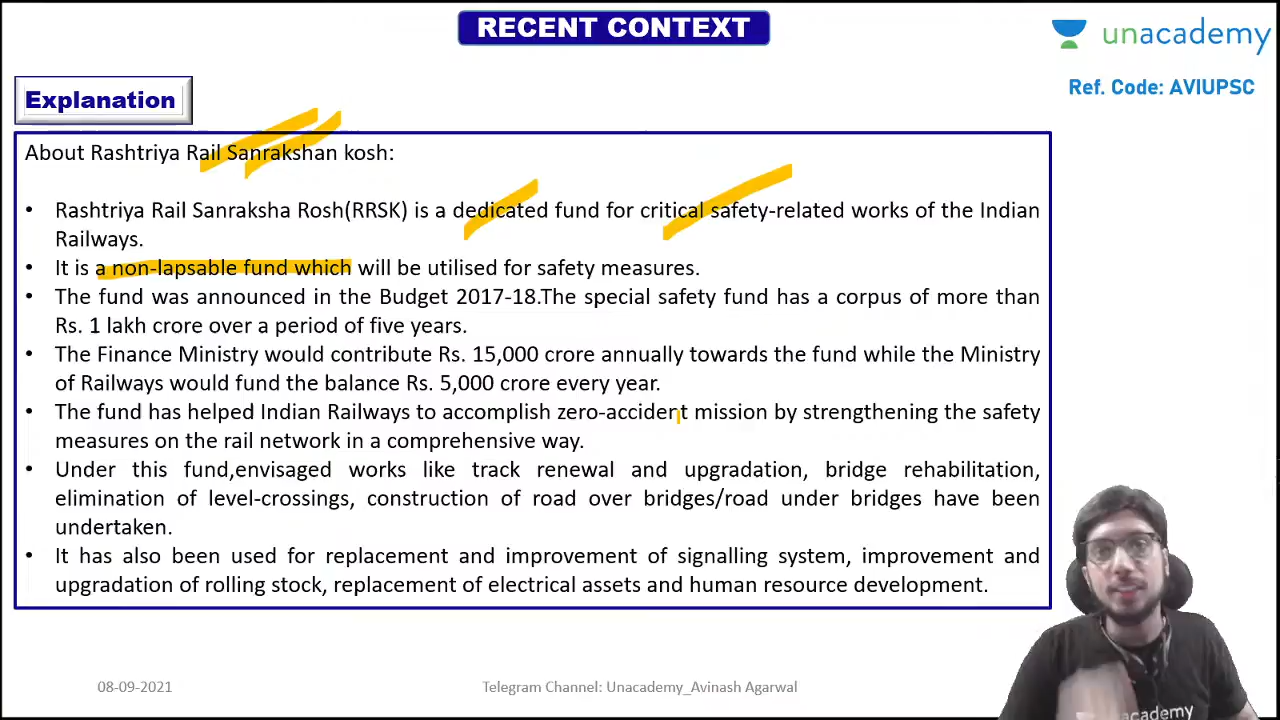 RECENT CONTEXT
unacademy
Ref. Code: AVIUPSC
Explanation
About Rashtriya Rail Sanrakshan kosh:
• Rashtriya Rail Sanraksha Rosh(RRSK) is a dedicated fund for critical safety-related works of the Indian
Railways.
• It is a non-lapsable fund which will be utilised for safety measures.
• The fund was announced in the Budget 2017-18.The special safety fund has a corpus of more than
Rs. 1 lakh crore over a period of five years.
• The Finance Ministry would contribute Rs. 15,000 crore annually towards the fund while the Ministry
of Railways would fund the balance Rs. 5,000 crore every year.
• The fund has helped Indian Railways to accomplish zero-accident mission by strengthening the safety
measures on the rail network in a comprehensive way.
• Under this fund,envisaged works like track renewal and upgradation, bridge rehabilitation,
elimination of level-crossings, construction of road over bridges/road under bridges have been
undertaken.
• It has also been used for replacement and improvement of signalling system, improvement and
upgradation of rolling stock, replacement of electrical assets and human resource development.
08-09-2021
Telegram Channel: Unacademy_Avinash Agarwal